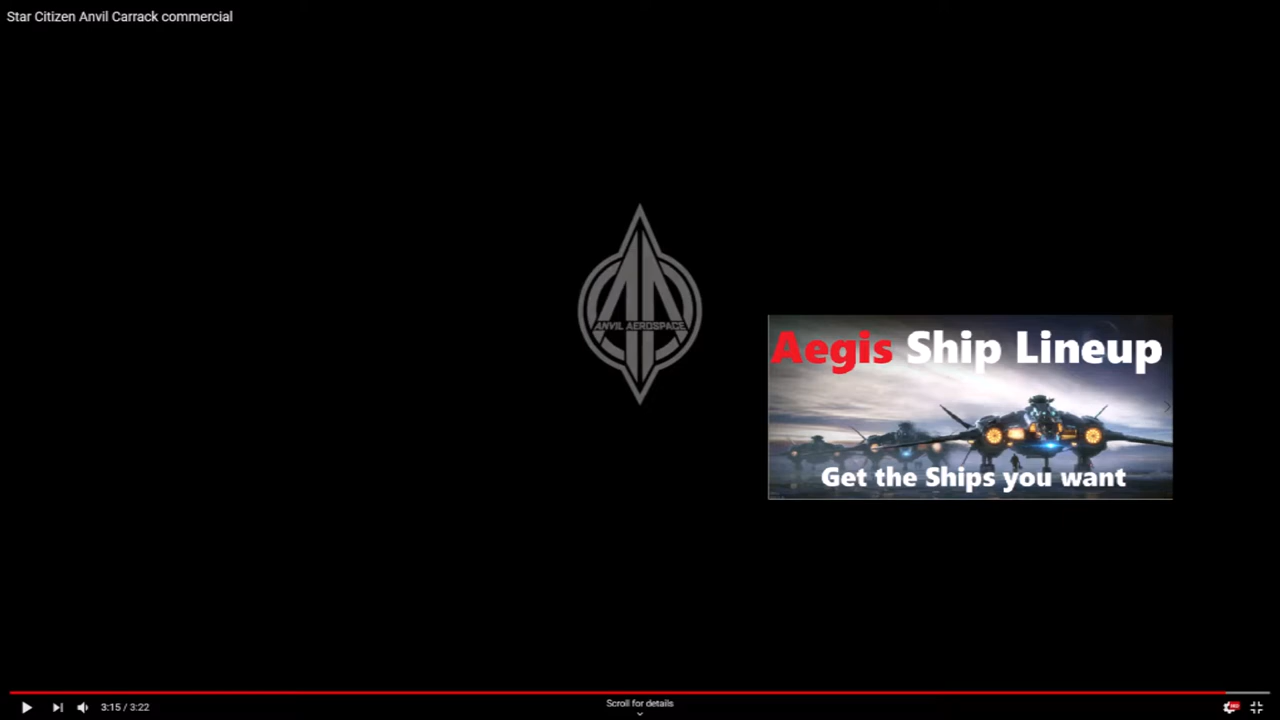 Star Citizen Anvil Carrack commercial
ANVIL AEROSPACE
Aegis Ship Lineup
Get the Ships you want
3:15 / 3:22
Scroll for details
HD